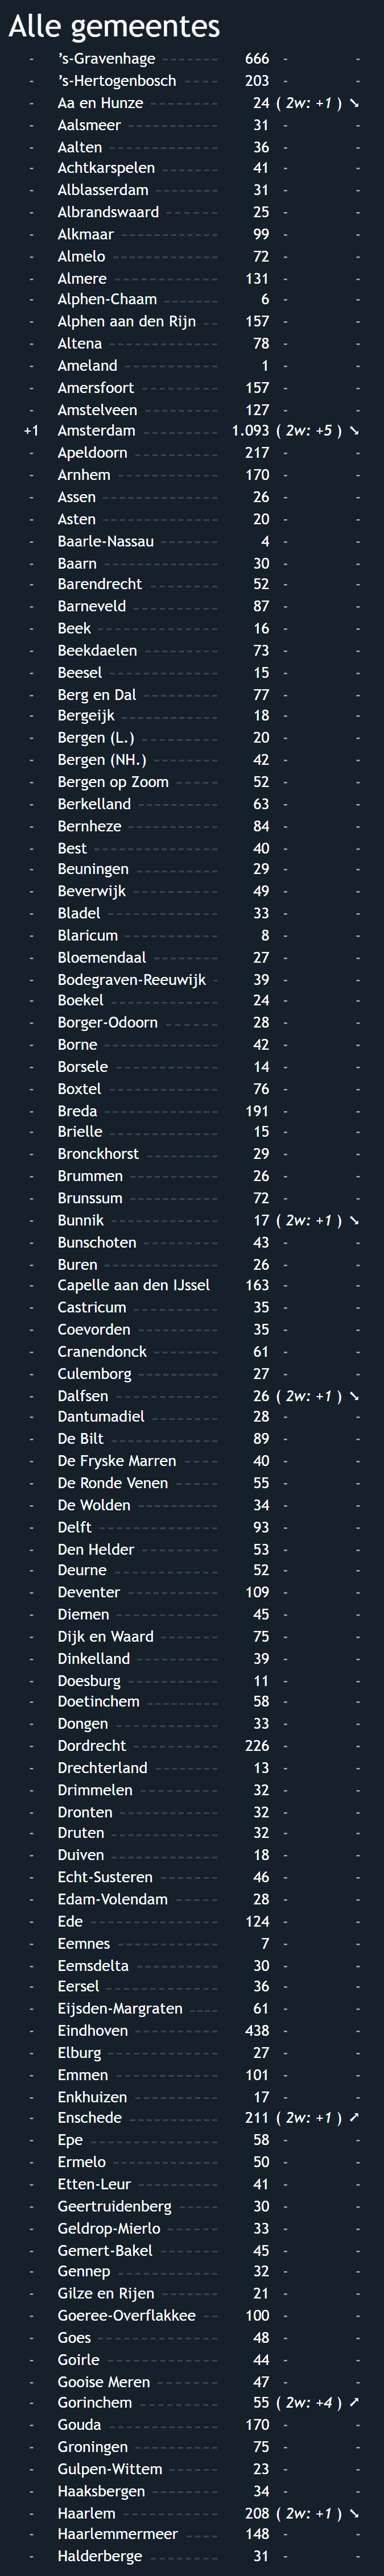 Alle gemeentes
- ’s-Gravenhage 666 - -
- ’s-Hertogenbosch 203 - -
- Aa en Hunze 24 ( 2w: +1 ) ➘
- Aalsmeer 31 - -
- Aalten 36 - -
- Achtkarspelen 41 - -
- Alblasserdam 31 - -
- Albrandswaard 25 - -
- Alkmaar 99 - -
- Almelo 72 - -
- Almere 131 - -
- Alphen-Chaam 6 - -
- Alphen aan den Rijn 157 - -
- Altena 78 - -
- Ameland 1 - -
- Amersfoort 157 - -
- Amstelveen 127 - -
+1 Amsterdam 1.093 ( 2w: +5 ) ➘
- Apeldoorn 217 - -
- Arnhem 170 - -
- Assen 26 - -
- Asten 20 - -
- Baarle-Nassau 4 - -
- Baarn 30 - -
- Barendrecht 52 - -
- Barneveld 87 - -
- Beek 16 - -
- Beekdaelen 73 - -
- Beesel 15 - -
- Berg en Dal 77 - -
- Bergeijk 18 - -
- Bergen (L.) 20 - -
- Bergen (NH.) 42 - -
- Bergen op Zoom 52 - -
- Berkelland 63 - -
- Bernheze 84 - -
- Best 40 - -
- Beuningen 29 - -
- Beverwijk 49 - -
- Bladel 33 - -
- Blaricum 8 - -
- Bloemendaal 27 - -
- Bodegraven-Reeuwijk 39 - -
- Boekel 24 - -
- Borger-Odoorn 28 - -
- Borne 42 - -
- Borsele 14 - -
- Boxtel 76 - -
- Breda 191 - -
- Brielle 15 - -
- Bronckhorst 29 - -
- Brummen 26 - -
- Brunssum 72 - -
- Bunnik 17 ( 2w: +1 ) ➘
- Bunschoten 43 - -
- Buren 26 - -
- Capelle aan den IJssel 163 - -
- Castricum 35 - -
- Coevorden 35 - -
- Cranendonck 61 - -
- Culemborg 27 - -
- Dalfsen 26 ( 2w: +1 ) ➘
- Dantumadiel 28 - -
- De Bilt 89 - -
- De Fryske Marren 40 - -
- De Ronde Venen 55 - -
- De Wolden 34 - -
- Delft 93 - -
- Den Helder 53 - -
- Deurne 52 - -
- Deventer 109 - -
- Diemen 45 - -
- Dijk en Waard 75 - -
- Dinkelland 39 - -
- Doesburg 11 - -
- Doetinchem 58 - -
- Dongen 33 - -
- Dordrecht 226 - -
- Drechterland 13 - -
- Drimmelen 32 - -
- Dronten 32 - -
- Druten 32 - -
- Duiven 18 - -
- Echt-Susteren 46 - -
- Edam-Volendam 28 - -
- Ede 124 - -
- Eemnes 7 - -
- Eemsdelta 30 - -
- Eersel 36 - -
- Eijsden-Margraten 61 - -
- Eindhoven 438 - -
- Elburg 27 - -
- Emmen 101 - -
- Enkhuizen 17 - -
- Enschede 211 ( 2w: +1 ) ➚
- Epe 58 - -
- Ermelo 50 - -
- Etten-Leur 41 - -
- Geertruidenberg 30 - -
- Geldrop-Mierlo 33 - -
- Gemert-Bakel 45 - -
- Gennep 32 - -
- Gilze en Rijen 21 - -
- Goeree-Overflakkee 100 - -
- Goes 48 - -
- Goirle 44 - -
- Gooise Meren 47 - -
- Gorinchem 55 ( 2w: +4 ) ➚
- Gouda 170 - -
- Groningen 75 - -
- Gulpen-Wittem 23 - -
- Haaksbergen 34 - -
- Haarlem 208 ( 2w: +1 ) ➘
- Haarlemmermeer 148 - -
- Halderberge 31 - -